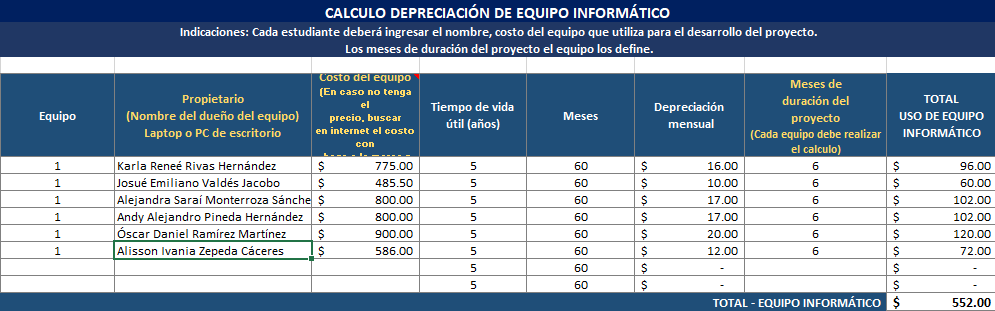 CALCULO DEPRECIACIÓN DE EQUIPO INFORMÁTICO
Indicaciones: Cada estudiante deberá ingresar el nombre, costo del equipo que utiliza para el desarrollo del proyecto.
Los meses de duración del proyecto el equipo los define.
Equipo
Propietario
(Nombre del dueño del equipo)
Laptop o PC de escritorio
Costo del equipo
(En caso no tenga
el
precio, buscar
en internet el costo
con
Tiempo de vida
útil (años)
Meses
Depreciación
mensual
Meses de
duración del
proyecto
(Cada equipo debe realizar
el calculo)
TOTAL
USO DE EQUIPO
INFORMÁTICO
1 Karla Reneé Rivas Hernández $ 775.00 5 60 $ 16.00 6 $ 96.00
1 Josué Emiliano Valdés Jacobo $ 485.50 5 60 $ 10.00 6 $ 60.00
1 Alejandra Saraí Monterroza Sánche $ 800.00 5 60 $ 17.00 6 $ 102.00
1 Andy Alejandro Pineda Hernández $ 800.00 5 60 $ 17.00 6 $ 102.00
1 Óscar Daniel Ramírez Martínez $ 900.00 5 60 $ 20.00 6 $ 120.00
1 Alisson Ivania Zepeda Cáceres $ 586.00 5 60 $ 12.00 6 $ 72.00
5 60 $ - $ -
5 60 $ - $ -
TOTAL - EQUIPO INFORMÁTICO $ 552.00